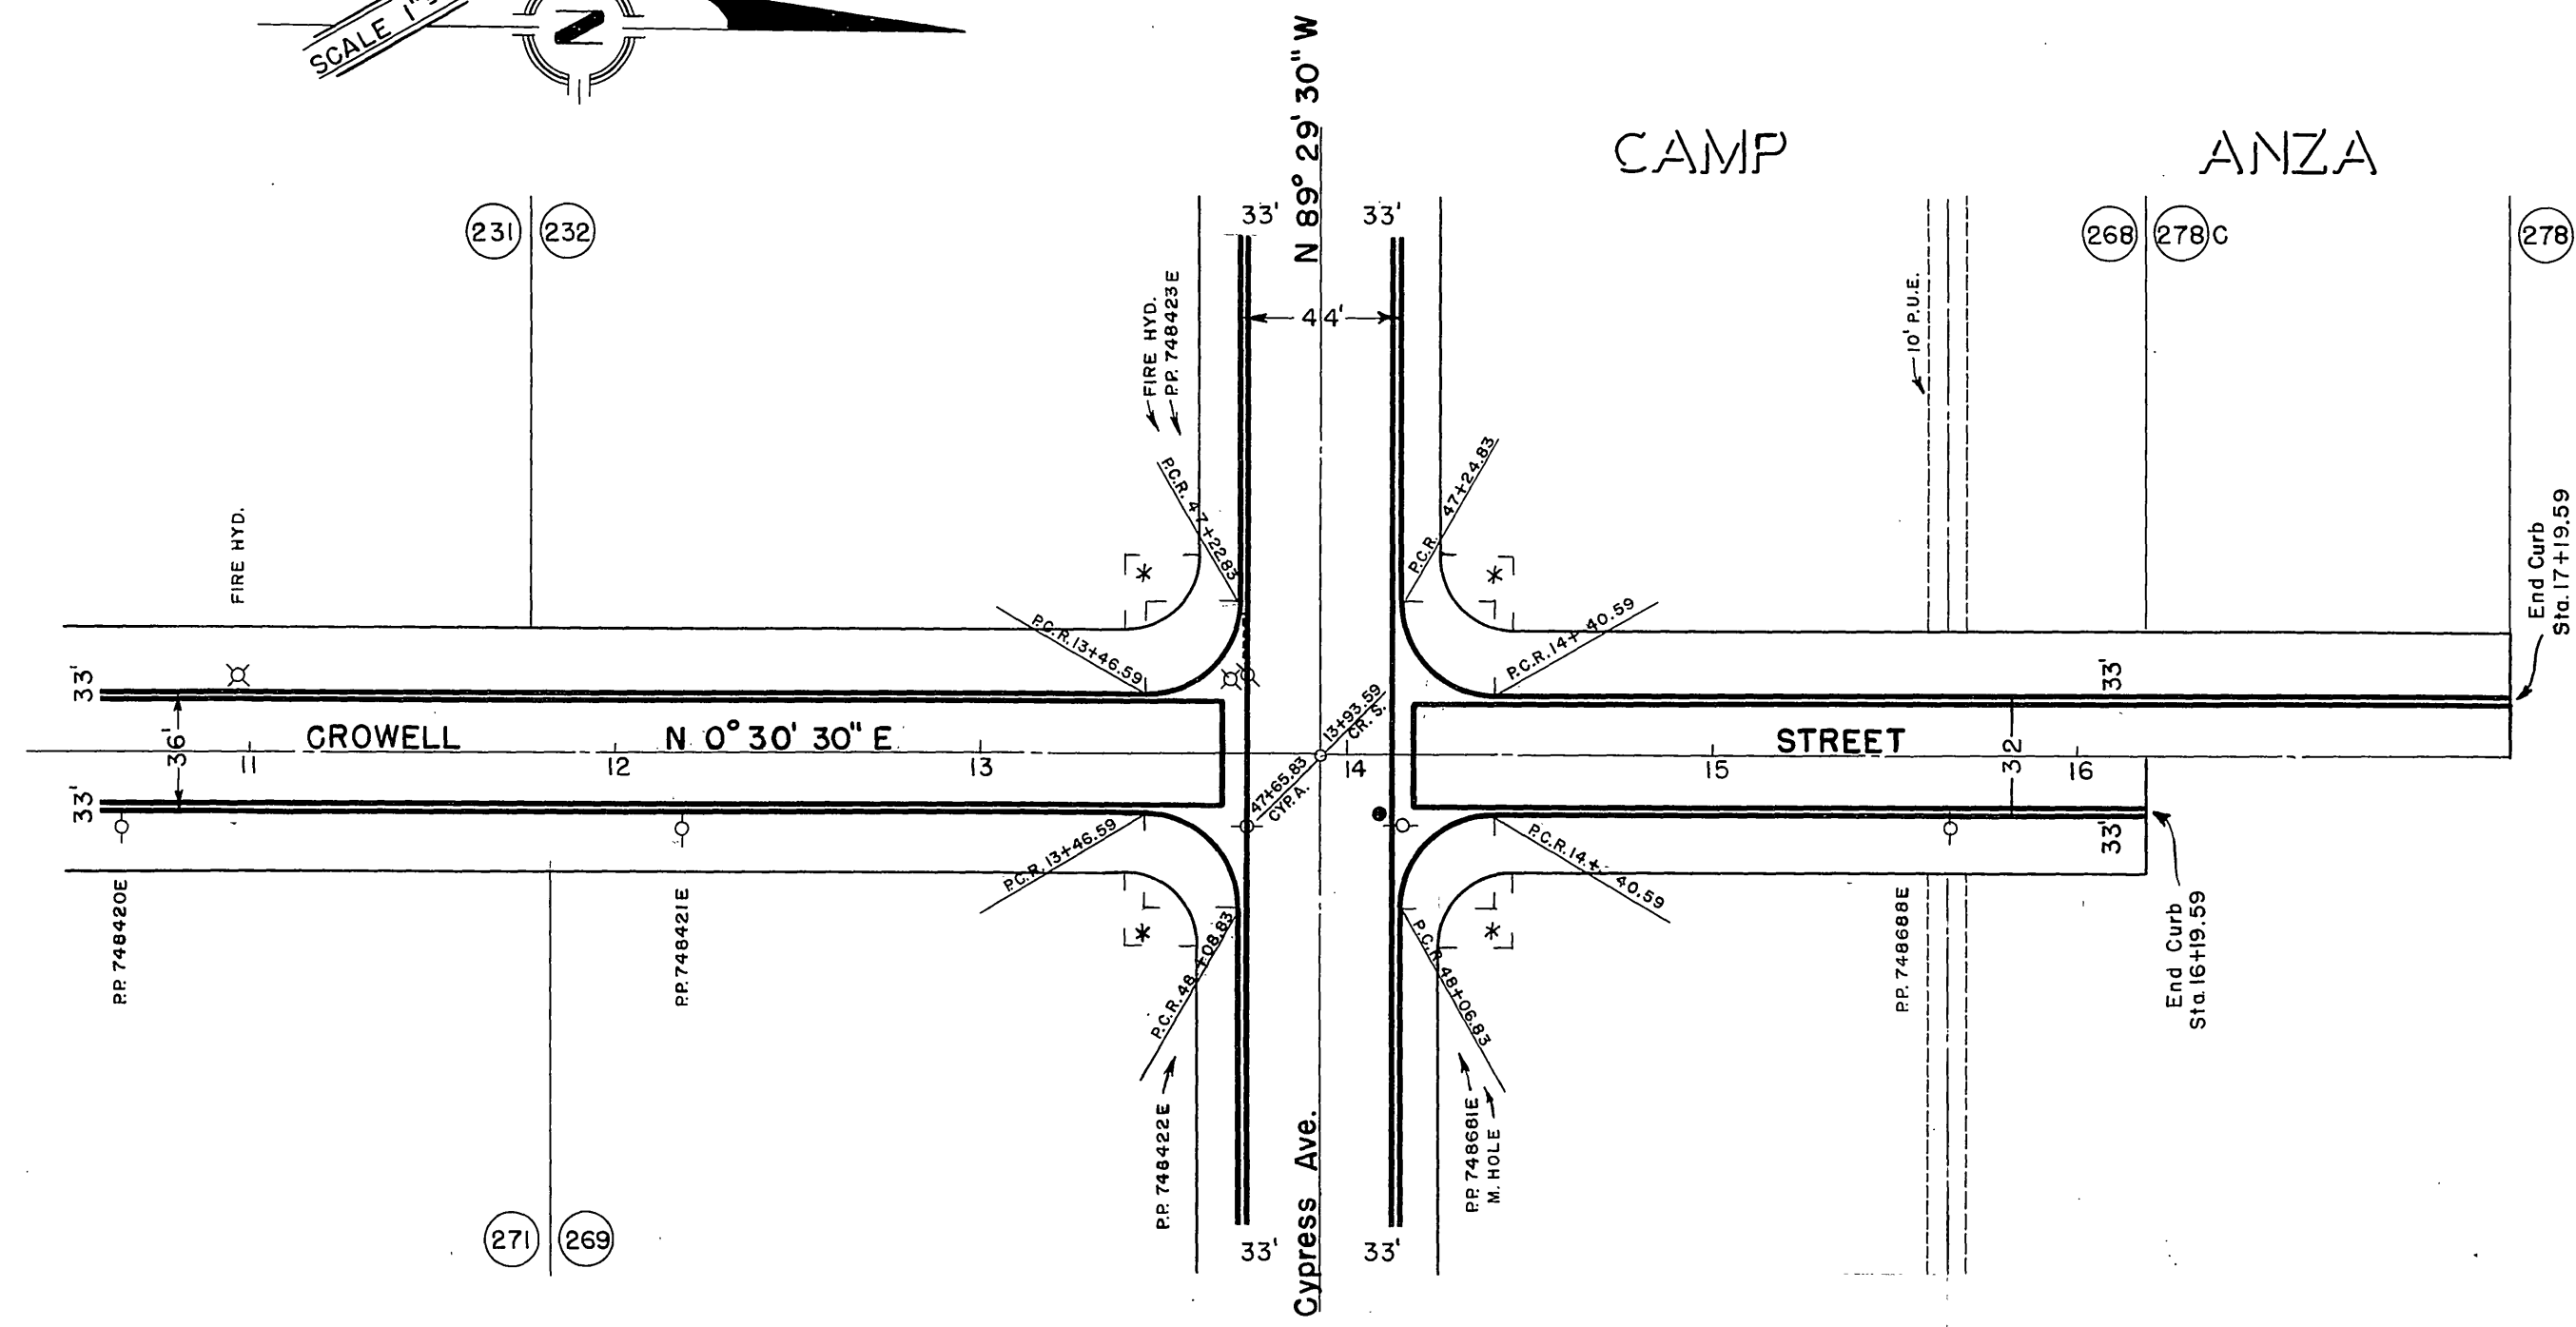 SCALE 1"
N
N 89° 29' 30" W
CAMP ANZA
231 232
33' 33'
268 278 C
278
44'
FIRE HYD.
P.P. 748423E
10' P.U.E.
P.C.R. 47+22.83
P.C.R. 47+24.83
FIRE HYD.
End Curb
Sta. 17+19.59
P.C.R. 13+46.59
P.C.R. 14+40.59
33'
33'
36'
CROWELL N 0° 30' 30" E STREET
13+93.59
CR. S.
47+65.83
CYP. A.
11 12 13 14 15 16
32
33'
33'
P.C.R. 13+46.59
P.C.R. 14+40.59
P.P. 748420E
P.P. 748421E
P.C.R. 48+08.83
P.C.R. 48+06.83
P.P. 748688E
End Curb
Sta. 16+19.59
P.P. 748422E
P.P. 748681E
M. HOLE
Cypress Ave.
271 269
33' 33'